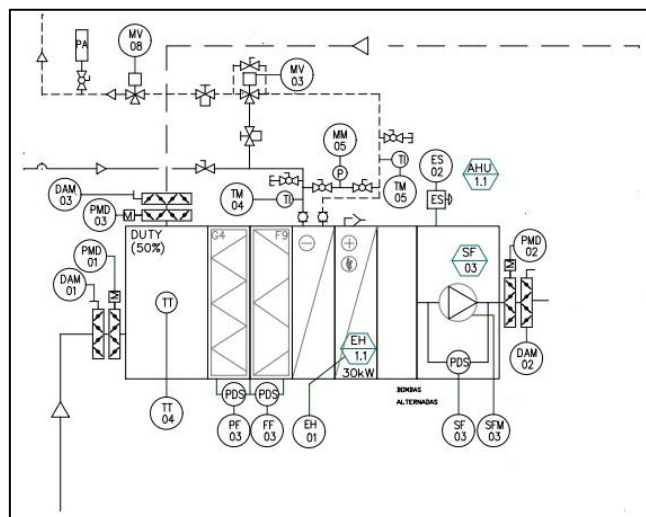 PA
MV
08
MV
03
MM
05
P
ES
02
AHU
1.1
DAM
03
TM
04
TI
TI
TM
05
ES
PMD
03
M
DUTY
(50%)
G4
F9
SF
03
PMD
02
M
PMD
01
DAM
01
M
TT
EH
1.1
30kW
DAM
02
PDS
PDS
BOMBAS
ALTERNADAS
PDS
TT
04
PF
03
FF
03
EH
01
SF
03
SFM
03